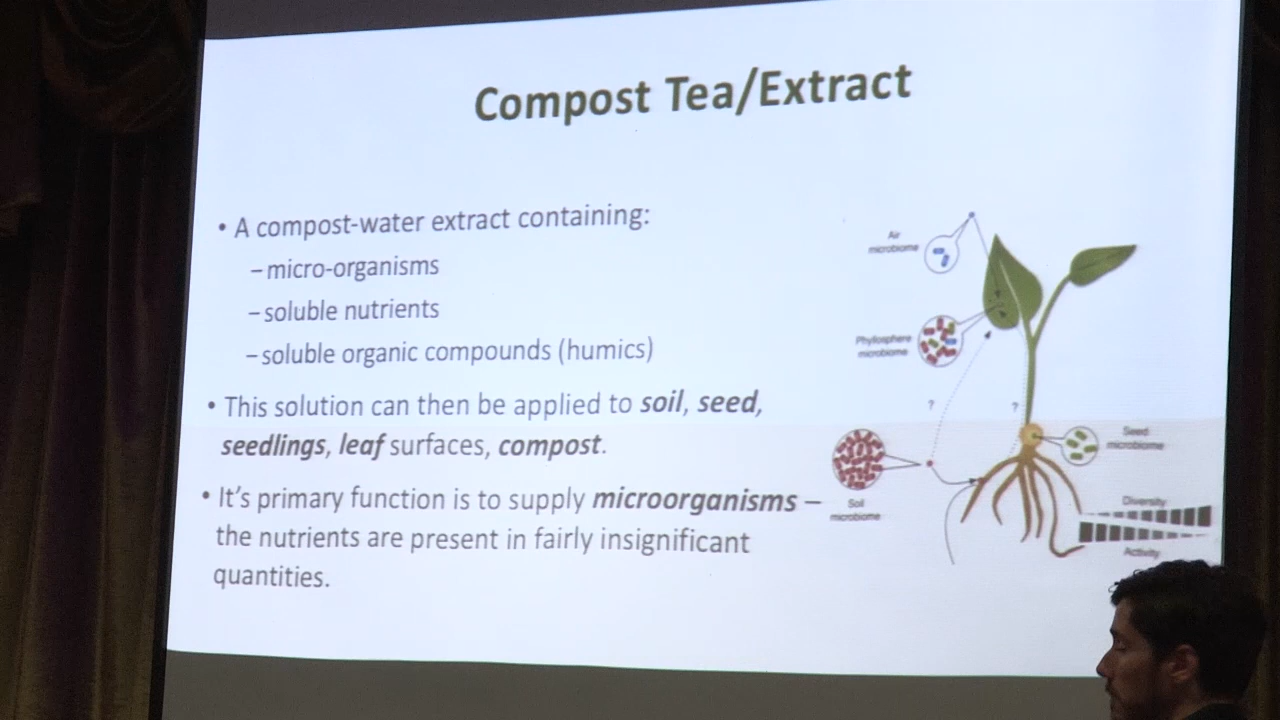 Compost Tea/Extract
• A compost-water extract containing:
–micro-organisms
–soluble nutrients
–soluble organic compounds (humics)
• This solution can then be applied to soil, seed,
seedlings, leaf surfaces, compost.
• It's primary function is to supply microorganisms –
the nutrients are present in fairly insignificant
quantities.
Air
microbiome
Phyllosphere
microbiome
?
?
Seed
microbiome
Soil
microbiome
Diversity
Activity